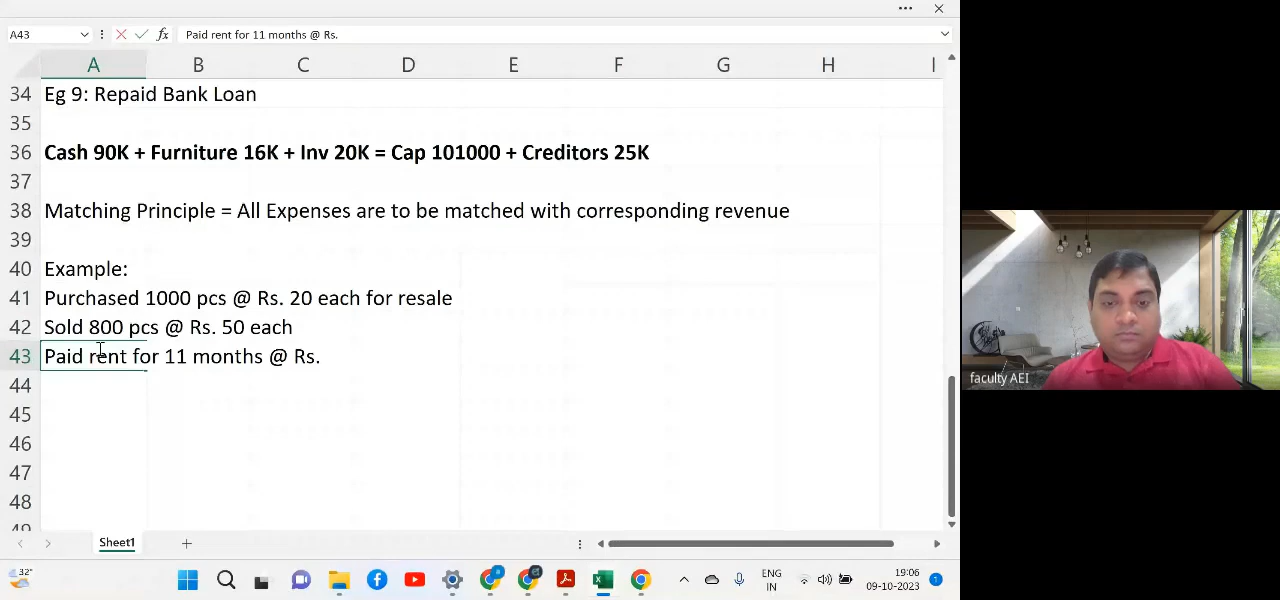 A43
fx
Paid rent for 11 months @ Rs.
A B C D E F G H I
34 Eg 9: Repaid Bank Loan
35
36 Cash 90K + Furniture 16K + Inv 20K = Cap 101000 + Creditors 25K
37
38 Matching Principle = All Expenses are to be matched with corresponding revenue
39
40 Example:
41 Purchased 1000 pcs @ Rs. 20 each for resale
42 Sold 800 pcs @ Rs. 50 each
43 Paid rent for 11 months @ Rs.
44
45
46
47
48
49
faculty AEI
Sheet1
32°
ENG
IN
19:06
09-10-2023
1